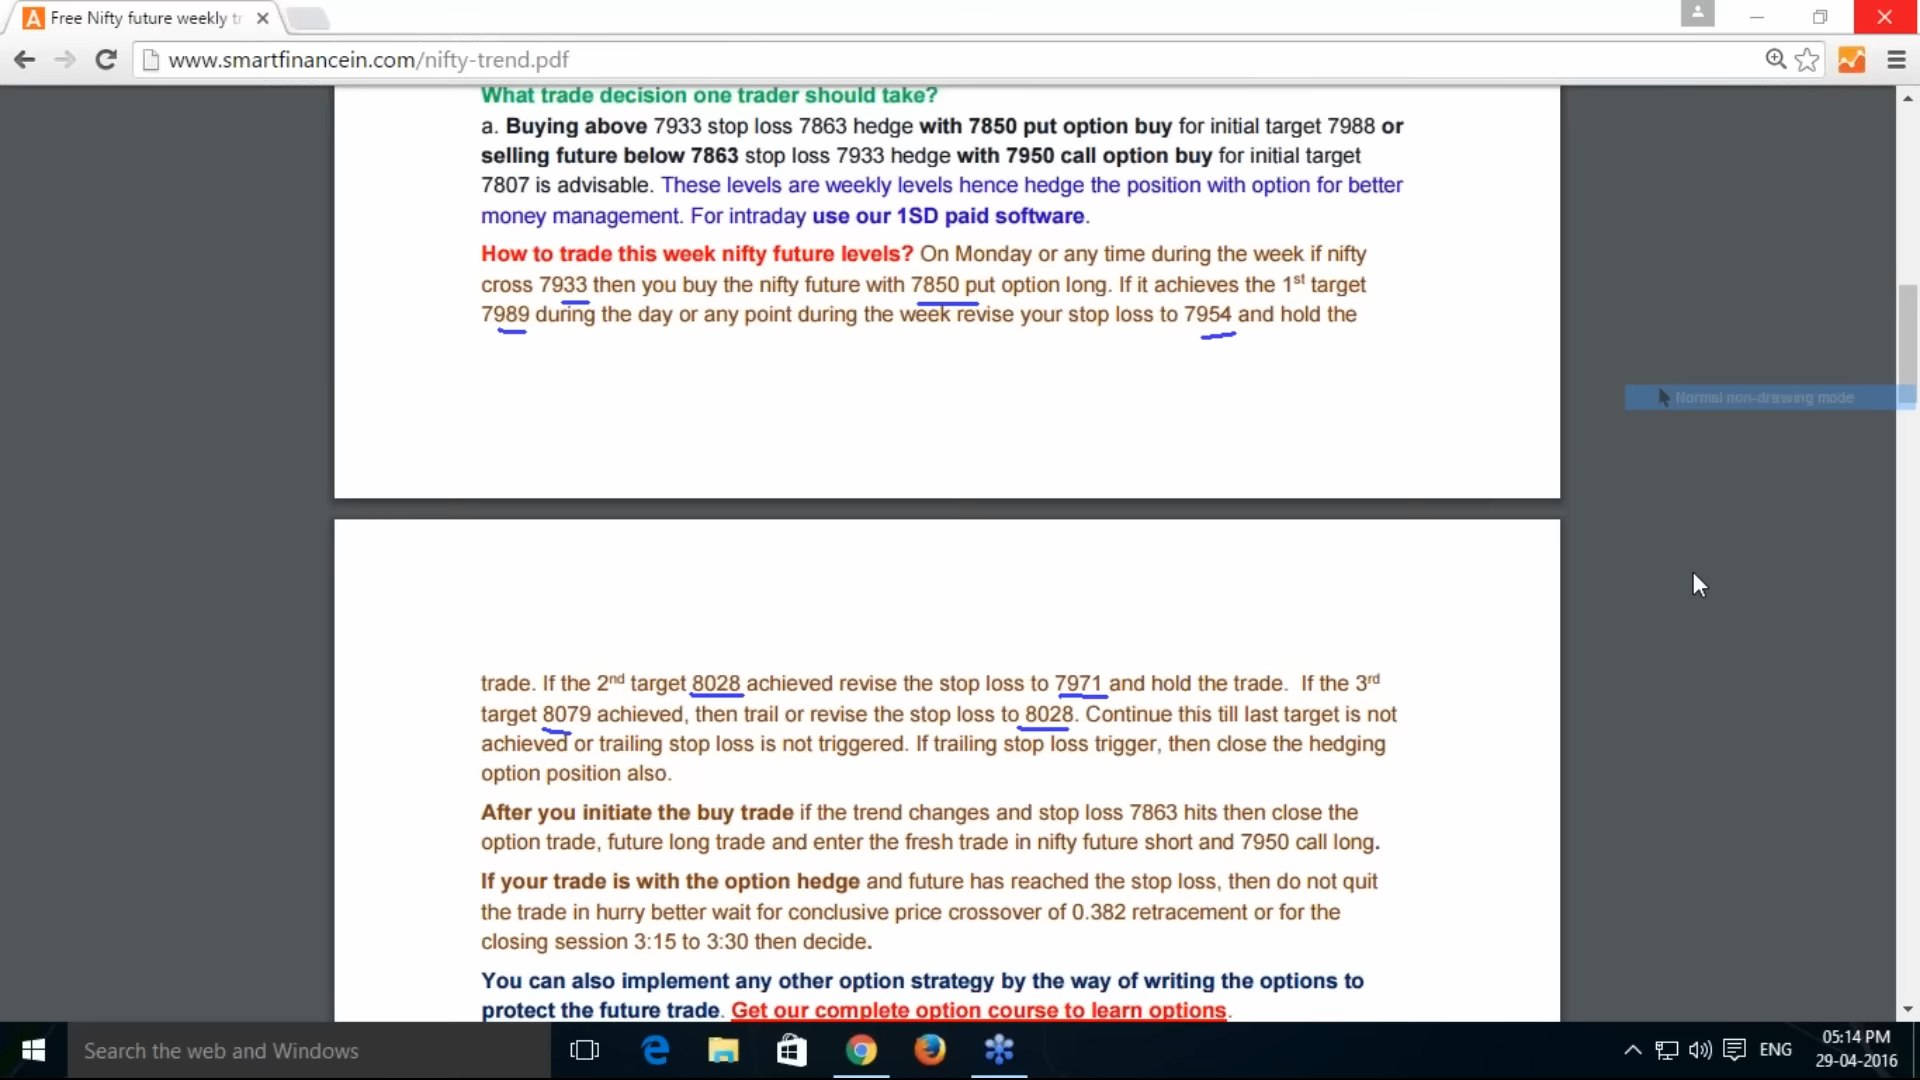 Free Nifty future weekly tr
www.smartfinancein.com/nifty-trend.pdf
What trade decision one trader should take?
a. Buying above 7933 stop loss 7863 hedge with 7850 put option buy for initial target 7988 or
selling future below 7863 stop loss 7933 hedge with 7950 call option buy for initial target
7807 is advisable. These levels are weekly levels hence hedge the position with option for better
money management. For intraday use our 1SD paid software.
How to trade this week nifty future levels? On Monday or any time during the week if nifty
cross 7933 then you buy the nifty future with 7850 put option long. If it achieves the 1st target
7989 during the day or any point during the week revise your stop loss to 7954 and hold the
Normal non-drawing mode
trade. If the 2nd target 8028 achieved revise the stop loss to 7971 and hold the trade. If the 3rd
target 8079 achieved, then trail or revise the stop loss to 8028. Continue this till last target is not
achieved or trailing stop loss is not triggered. If trailing stop loss trigger, then close the hedging
option position also.
After you initiate the buy trade if the trend changes and stop loss 7863 hits then close the
option trade, future long trade and enter the fresh trade in nifty future short and 7950 call long.
If your trade is with the option hedge and future has reached the stop loss, then do not quit
the trade in hurry better wait for conclusive price crossover of 0.382 retracement or for the
closing session 3:15 to 3:30 then decide.
You can also implement any other option strategy by the way of writing the options to
protect the future trade. Get our complete option course to learn options.
Search the web and Windows
ENG
05:14 PM
29-04-2016